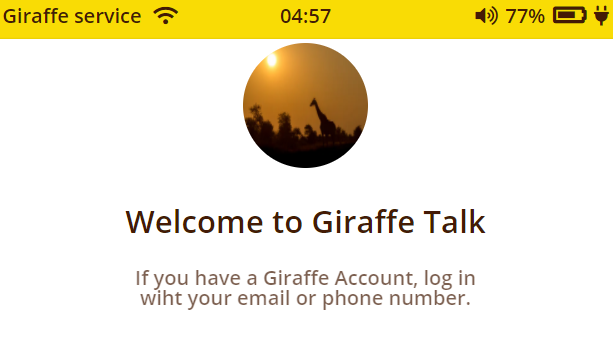 Giraffe service 04:57 77%
Welcome to Giraffe Talk
If you have a Giraffe Account, log in
wiht your email or phone number.